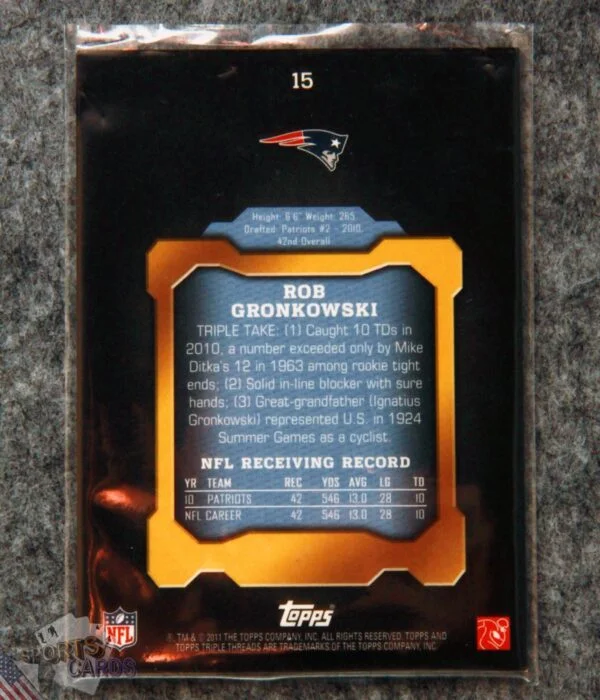 15
Height: 6'6" Weight: 265
Drafted: Patriots #2 - 2010,
42nd Overall
ROB
GRONKOWSKI
TRIPLE TAKE: (1) Caught 10 TDs in
2010, a number exceeded only by Mike
Ditka's 12 in 1963 among rookie tight
ends; (2) Solid in-line blocker with sure
hands; (3) Great-grandfather (Ignatius
Gronkowski) represented U.S. in 1924
Summer Games as a cyclist.
NFL RECEIVING RECORD
YR TEAM REC YDS AVG LG TD
10 PATRIOTS 42 546 13.0 28 10
NFL CAREER 42 546 13.0 28 10
topps
NFL
®, TM & © 2011 THE TOPPS COMPANY, INC. ALL RIGHTS RESERVED. TOPPS AND
TOPPS TRIPLE THREADS ARE TRADEMARKS OF THE TOPPS COMPANY, INC.
SPORTSY
CARDS